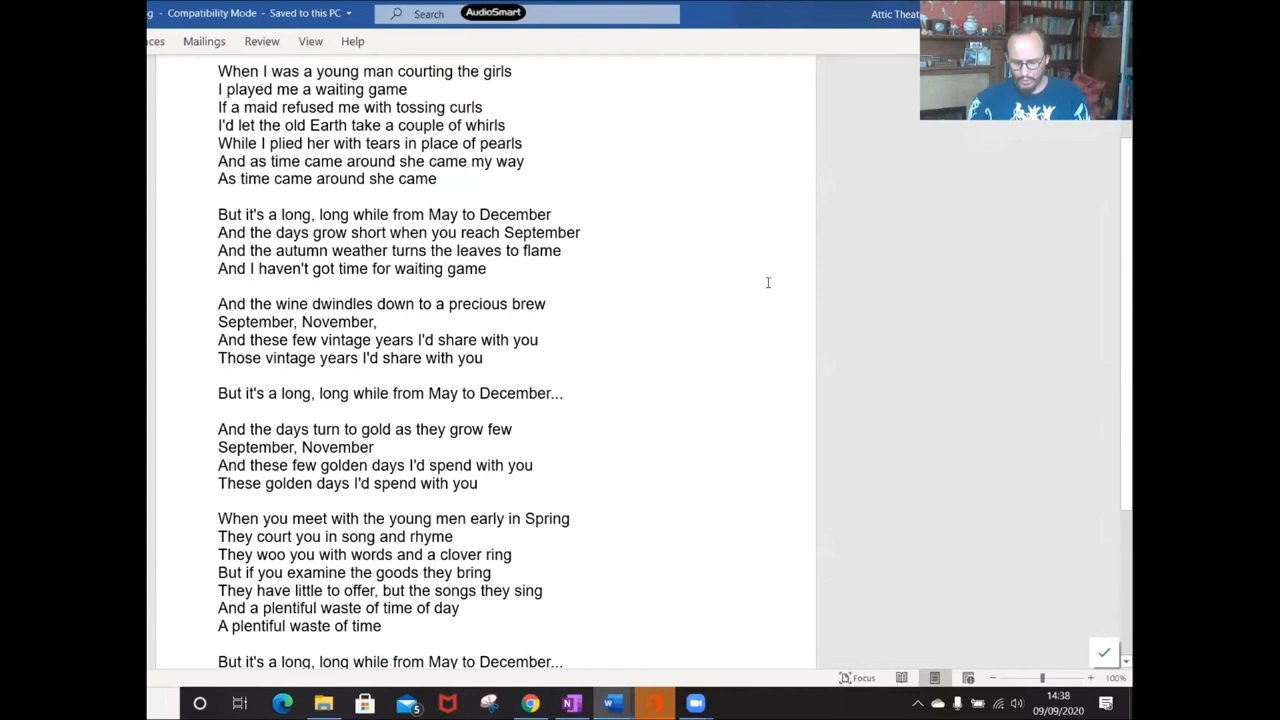 Compatibility Mode - Saved to this PC
Search
AudioSmart
Attic Theat
Mailings Review View Help
When I was a young man courting the girls
I played me a waiting game
If a maid refused me with tossing curls
I'd let the old Earth take a couple of whirls
While I plied her with tears in place of pearls
And as time came around she came my way
As time came around she came
But it's a long, long while from May to December
And the days grow short when you reach September
And the autumn weather turns the leaves to flame
And I haven't got time for waiting game
And the wine dwindles down to a precious brew
September, November,
And these few vintage years I'd share with you
Those vintage years I'd share with you
But it's a long, long while from May to December...
And the days turn to gold as they grow few
September, November
And these few golden days I'd spend with you
These golden days I'd spend with you
When you meet with the young men early in Spring
They court you in song and rhyme
They woo you with words and a clover ring
But if you examine the goods they bring
They have little to offer, but the songs they sing
And a plentiful waste of time of day
A plentiful waste of time
But it's a long, long while from May to December...
Focus
100%
5
14:38
09/09/2020